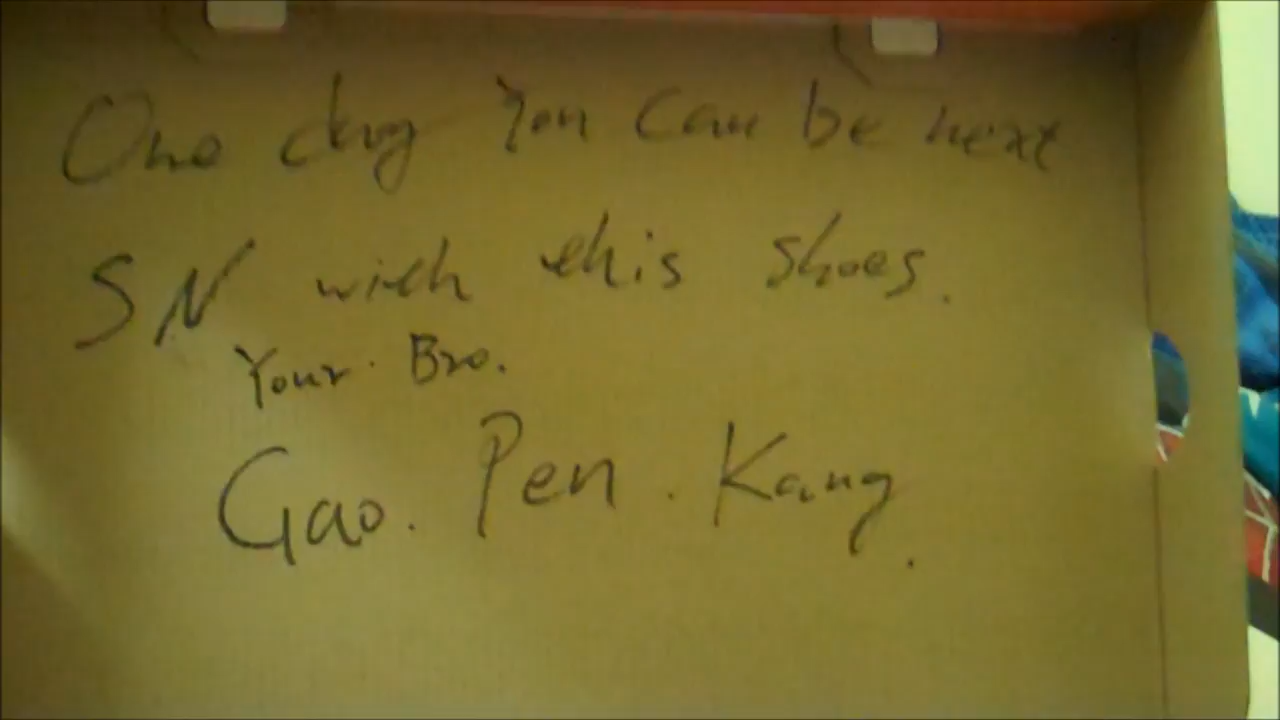 One day You can be next
SN with this shoes.
Your Bro.
Gao. Pen. Kang.